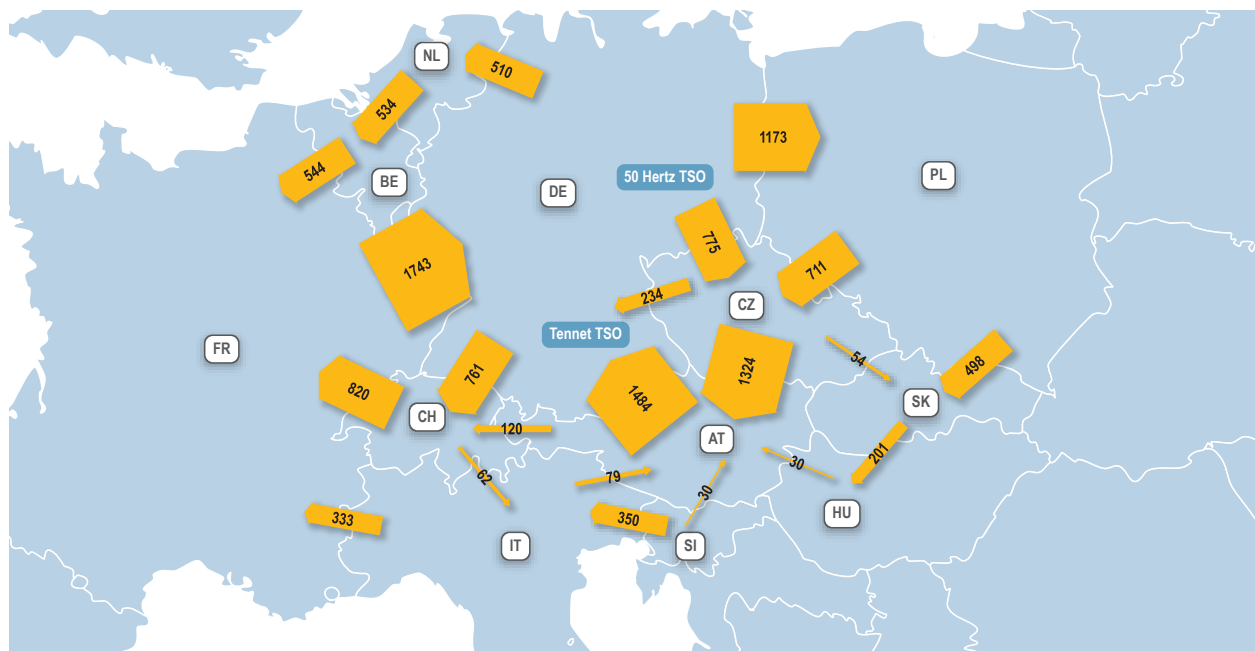 NL
510
534
1173
544
BE
50 Hertz TSO
PL
DE
775
1743
711
234
CZ
Tennet TSO
FR
54
498
761
1324
820
1484
SK
CH
120
AT
201
62
79
30
30
333
350
HU
IT
SI